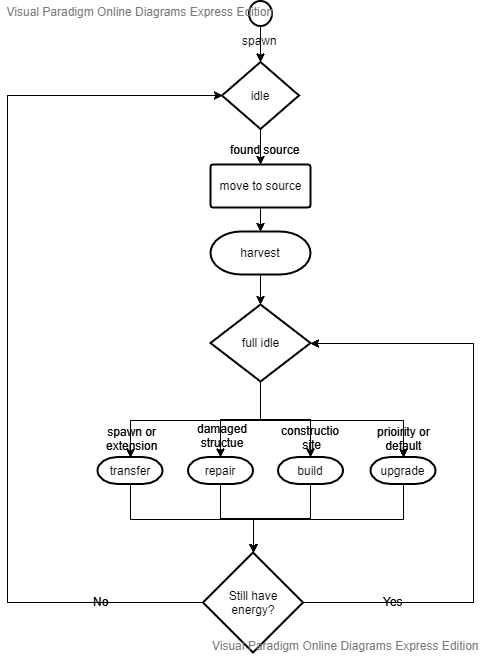 Visual Paradigm Online Diagrams Express Edition
spawn
idle
found source
move to source
harvest
full idle
spawn or
extension
damaged
structue
constructio
site
prioirity or
default
transfer
repair
build
upgrade
Still have
energy?
No
Yes
Visual Paradigm Online Diagrams Express Edition